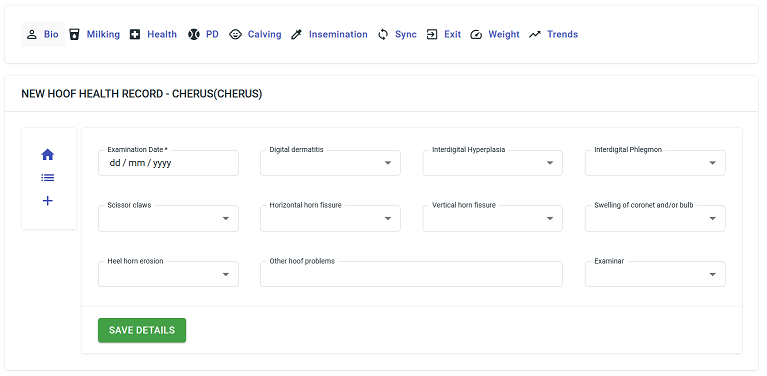 Bio Milking Health PD Calving Insemination Sync Exit Weight Trends
NEW HOOF HEALTH RECORD - CHERUS(CHERUS)
Examination Date * Digital dermatitis Interdigital Hyperplasia Interdigital Phlegmon
dd / mm / yyyy
Scissor claws Horizontal horn fissure Vertical horn fissure Swelling of coronet and/or bulb
Heel horn erosion Other hoof problems Examinar
SAVE DETAILS